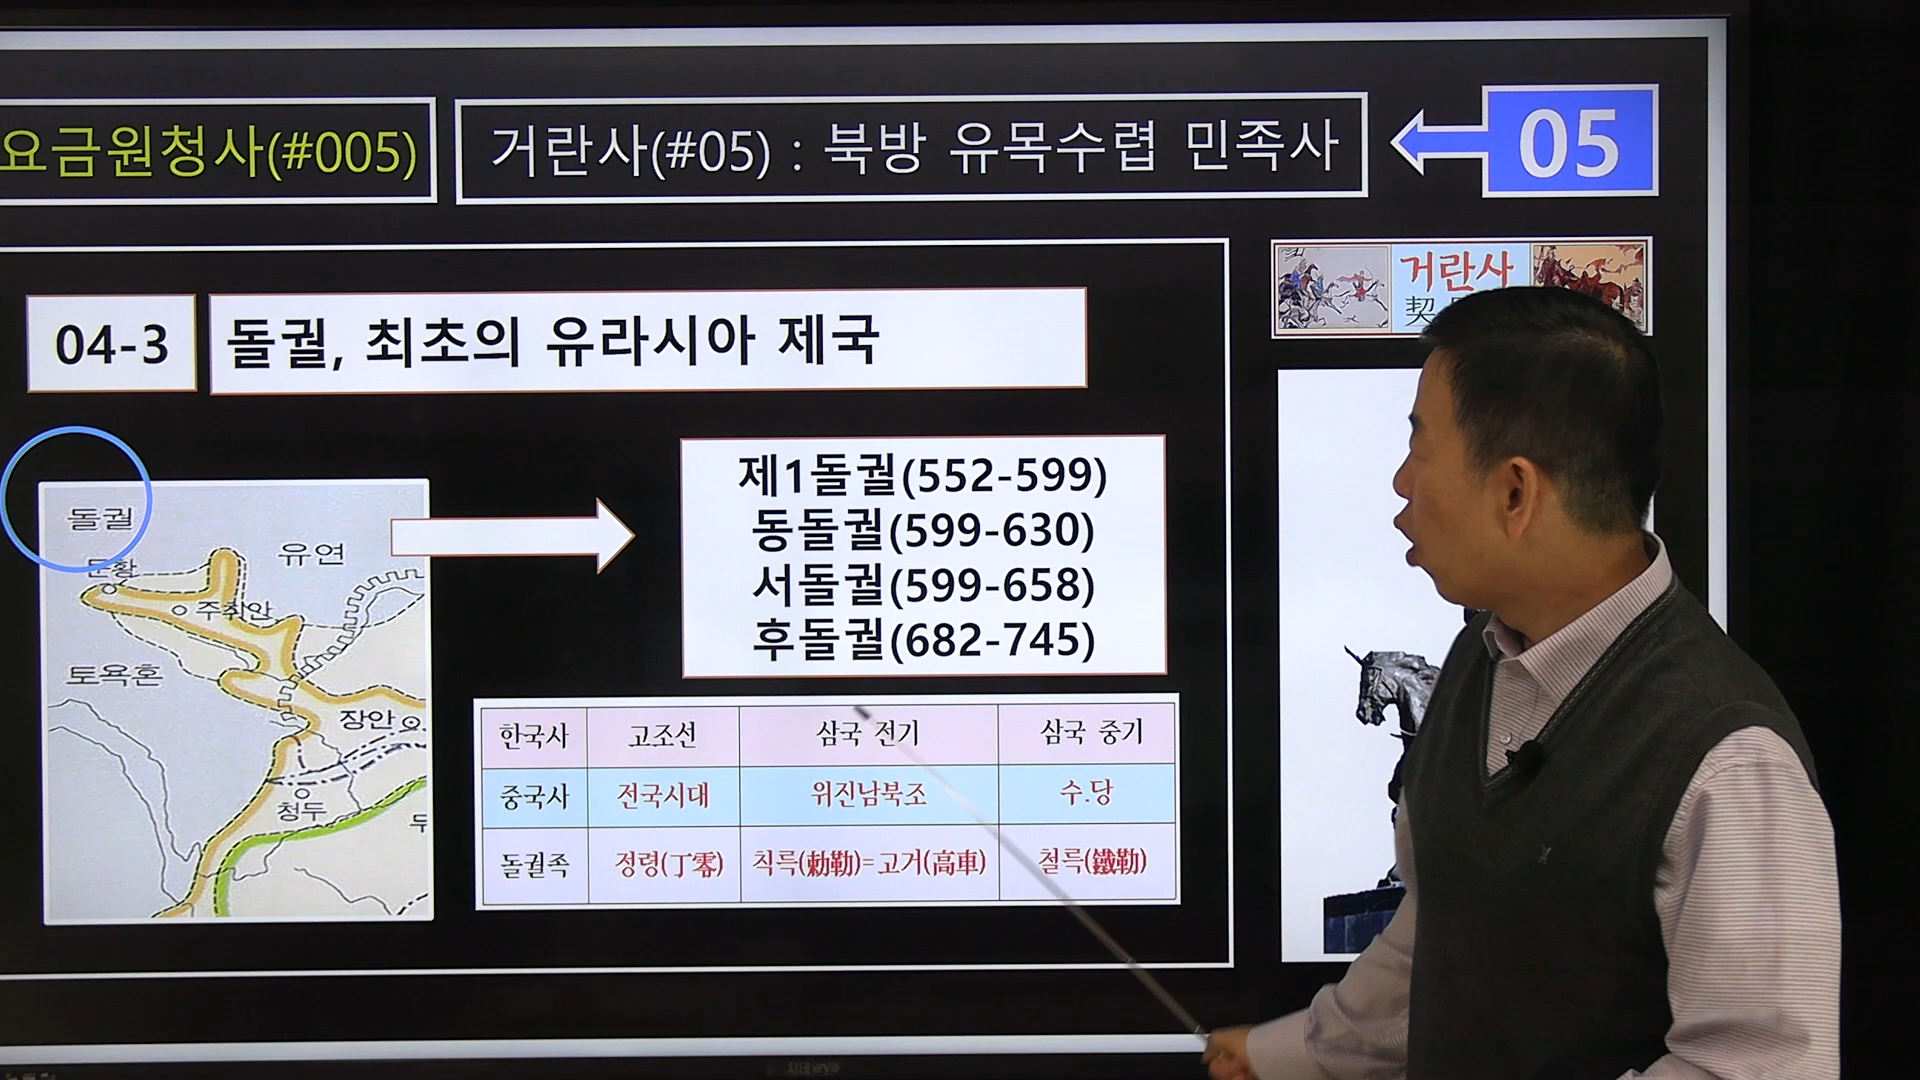 요금원청사(#005)
거란사(#05) : 북방 유목수렵 민족사
05
거란사
契
04-3
돌궐, 최초의 유라시아 제국
돌궐
유연
토욕혼
장안
청두
제1돌궐(552-599)
동돌궐(599-630)
서돌궐(599-658)
후돌궐(682-745)
한국사 고조선 삼국 전기 삼국 중기
중국사 전국시대 위진남북조 수.당
돌궐족 정령(丁零) 칙륵(勅勒)=고거(高車) 철륵(鐵勒)